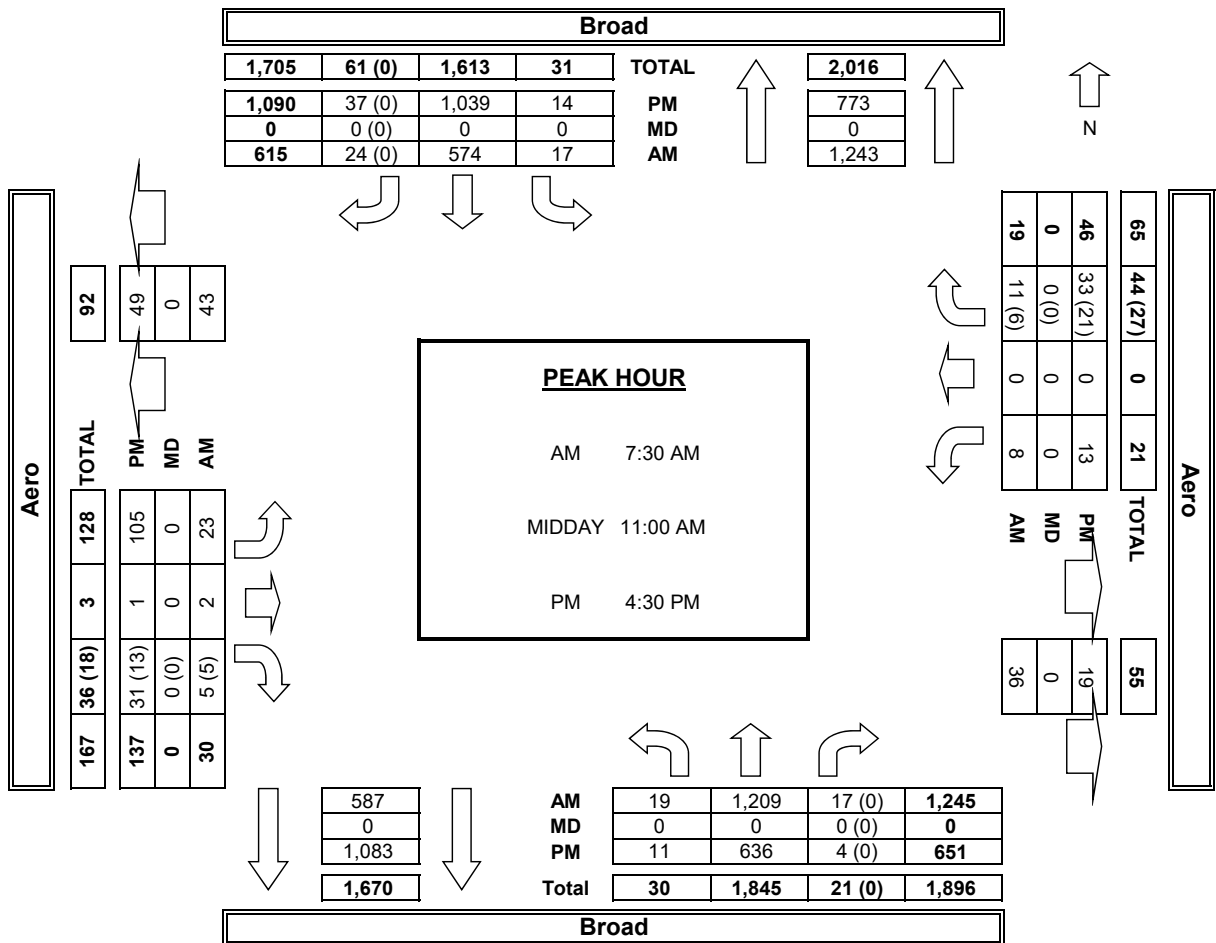 Broad
1,705 61 (0) 1,613 31 TOTAL 2,016
1,090 37 (0) 1,039 14 PM 773
0 0 (0) 0 0 MD 0
615 24 (0) 574 17 AM 1,243
N
Aero
92
49 0 43
TOTAL PM MD AM
128 105 0 23
3 1 0 2
36 (18) 31 (13) 0 (0) 5 (5)
167 137 0 30
PEAK HOUR
AM 7:30 AM
MIDDAY 11:00 AM
PM 4:30 PM
19 0 46 65
11 (6) 0 (0) 33 (21) 44 (27)
0 0 0 0
8 0 13 21
AM MD PM TOTAL
36 0 19 55
Aero
587 AM 19 1,209 17 (0) 1,245
0 MD 0 0 0 (0) 0
1,083 PM 11 636 4 (0) 651
1,670 Total 30 1,845 21 (0) 1,896
Broad